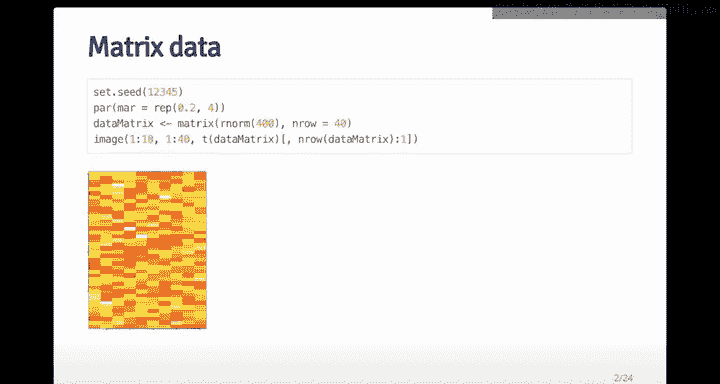 Matrix data
set.seed(12345)
par(mar = rep(0.2, 4))
dataMatrix <- matrix(rnorm(400), nrow = 40)
image(1:10, 1:40, t(dataMatrix)[, nrow(dataMatrix):1])
2/24